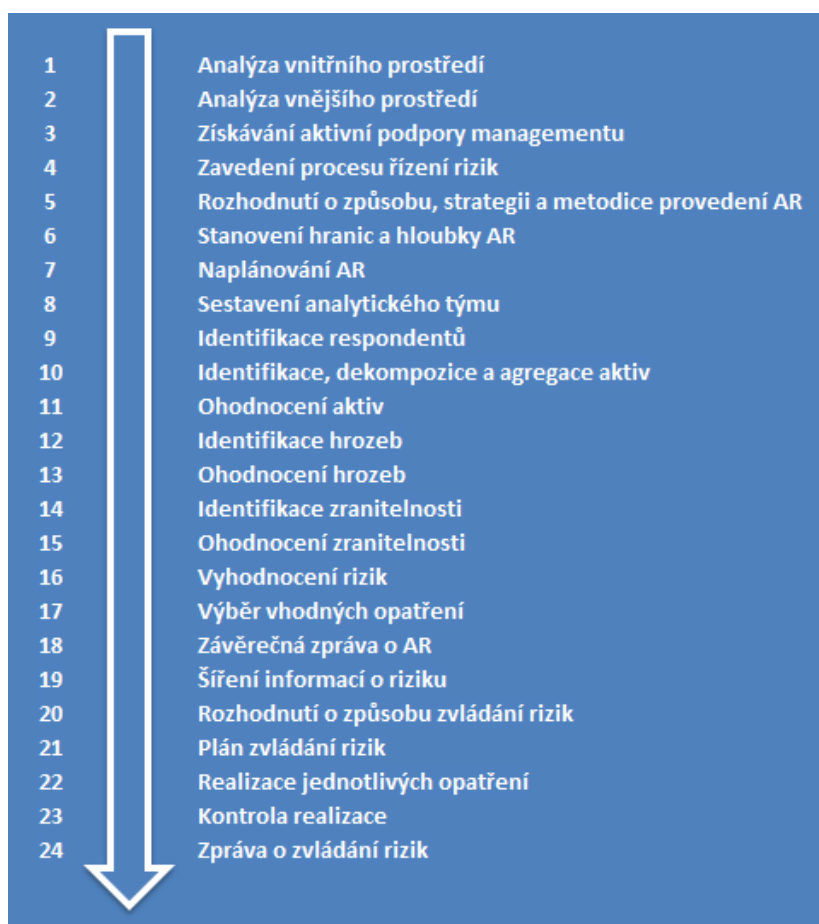 1 Analýza vnitřního prostředí
2 Analýza vnějšího prostředí
3 Získávání aktivní podpory managementu
4 Zavedení procesu řízení rizik
5 Rozhodnutí o způsobu, strategii a metodice provedení AR
6 Stanovení hranic a hloubky AR
7 Naplánování AR
8 Sestavení analytického týmu
9 Identifikace respondentů
10 Identifikace, dekompozice a agregace aktiv
11 Ohodnocení aktiv
12 Identifikace hrozeb
13 Ohodnocení hrozeb
14 Identifikace zranitelnosti
15 Ohodnocení zranitelnosti
16 Vyhodnocení rizik
17 Výběr vhodných opatření
18 Závěrečná zpráva o AR
19 Šíření informací o riziku
20 Rozhodnutí o způsobu zvládání rizik
21 Plán zvládání rizik
22 Realizace jednotlivých opatření
23 Kontrola realizace
24 Zpráva o zvládání rizik